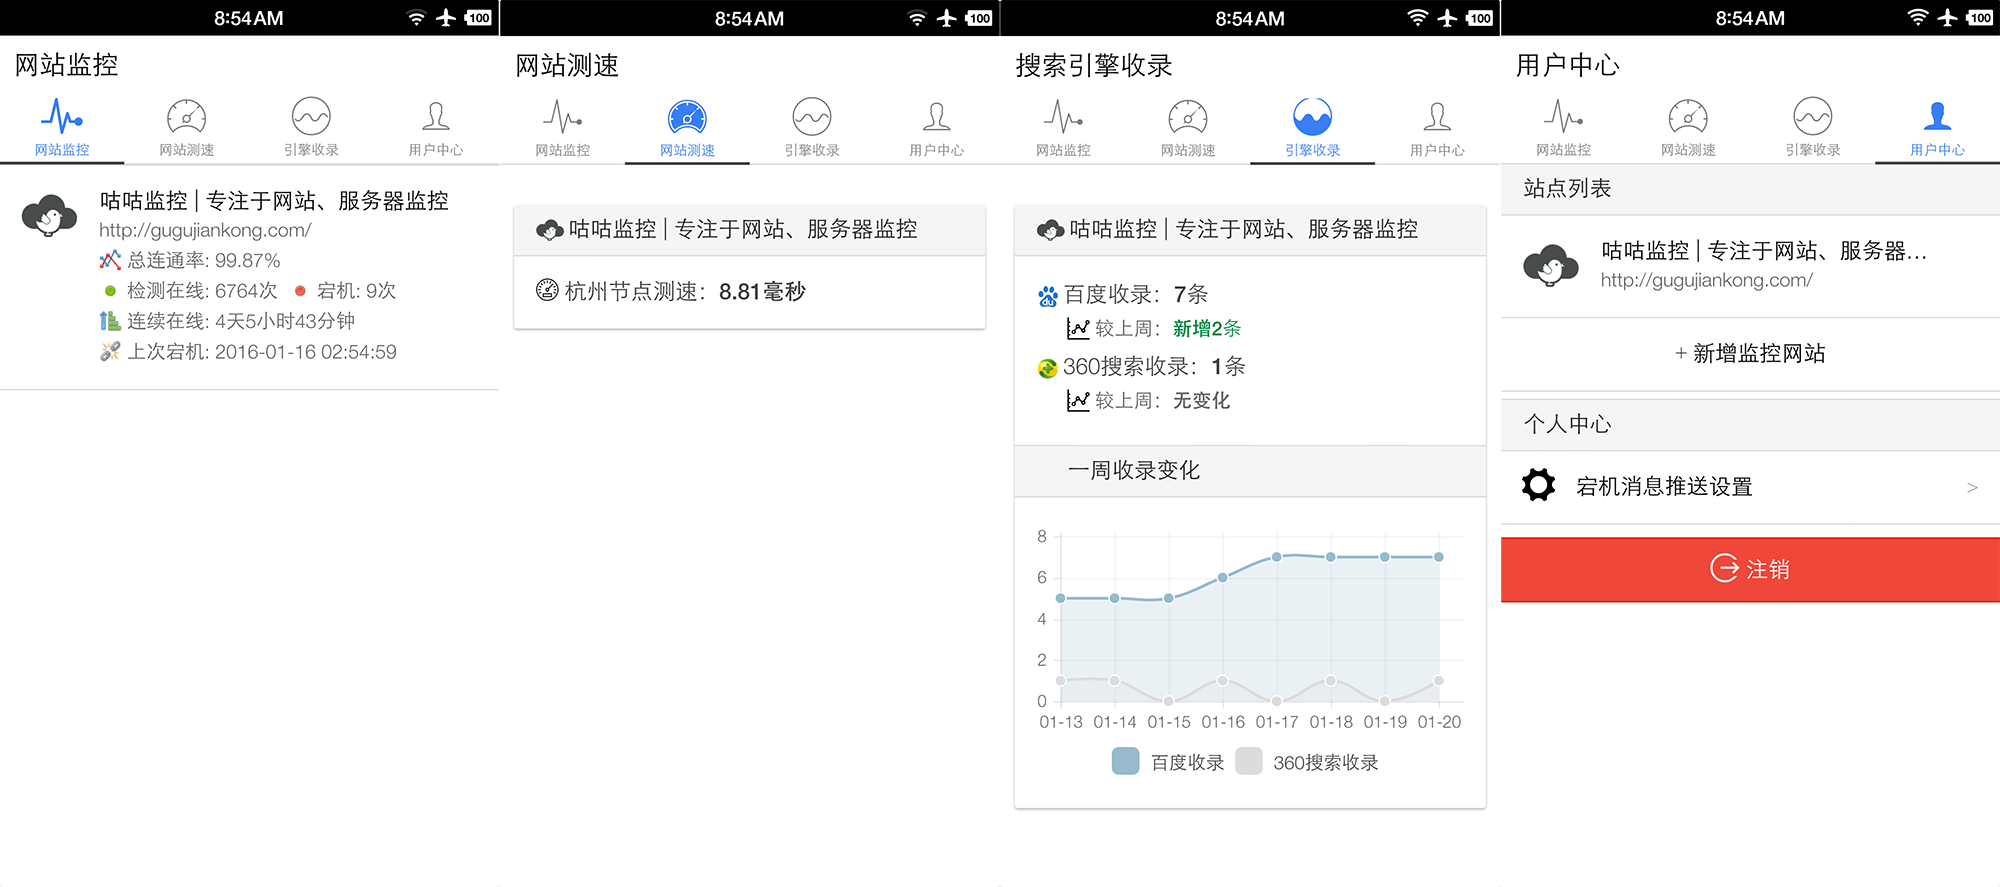 8:54AM
100
网站监控
网站监控
网站测速
引擎收录
用户中心
咕咕监控 | 专注于网站、服务器监控
http://gugujiankong.com/
总连通率: 99.87%
检测在线: 6764次 宕机: 9次
连续在线: 4天5小时43分钟
上次宕机: 2016-01-16 02:54:59
8:54AM
100
网站测速
网站监控
网站测速
引擎收录
用户中心
咕咕监控 | 专注于网站、服务器监控
杭州节点测速：8.81毫秒
8:54AM
100
搜索引擎收录
网站监控
网站测速
引擎收录
用户中心
咕咕监控 | 专注于网站、服务器监控
du
百度收录：7条
较上周：新增2条
360搜索收录：1条
较上周：无变化
一周收录变化
8
6
4
2
0
01-13 01-14 01-15 01-16 01-17 01-18 01-19 01-20
百度收录 360搜索收录
8:54AM
100
用户中心
网站监控
网站测速
引擎收录
用户中心
站点列表
咕咕监控 | 专注于网站、服务器...
http://gugujiankong.com/
+ 新增监控网站
个人中心
宕机消息推送设置 >
注销